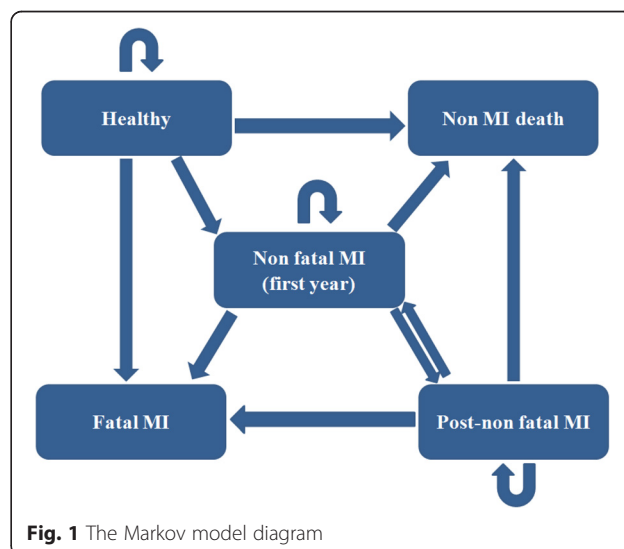 Healthy
Non MI death
Non fatal MI
(first year)
Fatal MI
Post-non fatal MI
Fig. 1 The Markov model diagram